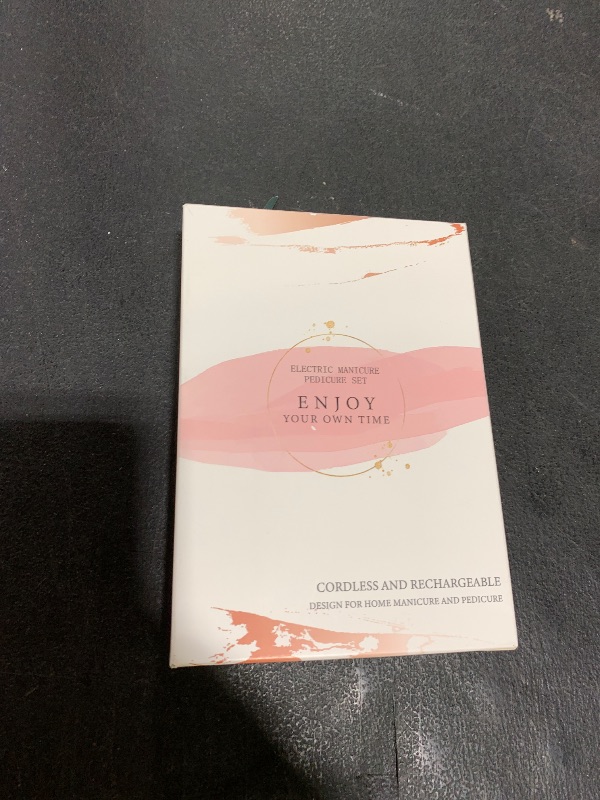 ELECTRIC MANICURE
PEDICURE SET
ENJOY
YOUR OWN TIME
CORDLESS AND RECHARGEABLE
DESIGN FOR HOME MANICURE AND PEDICURE